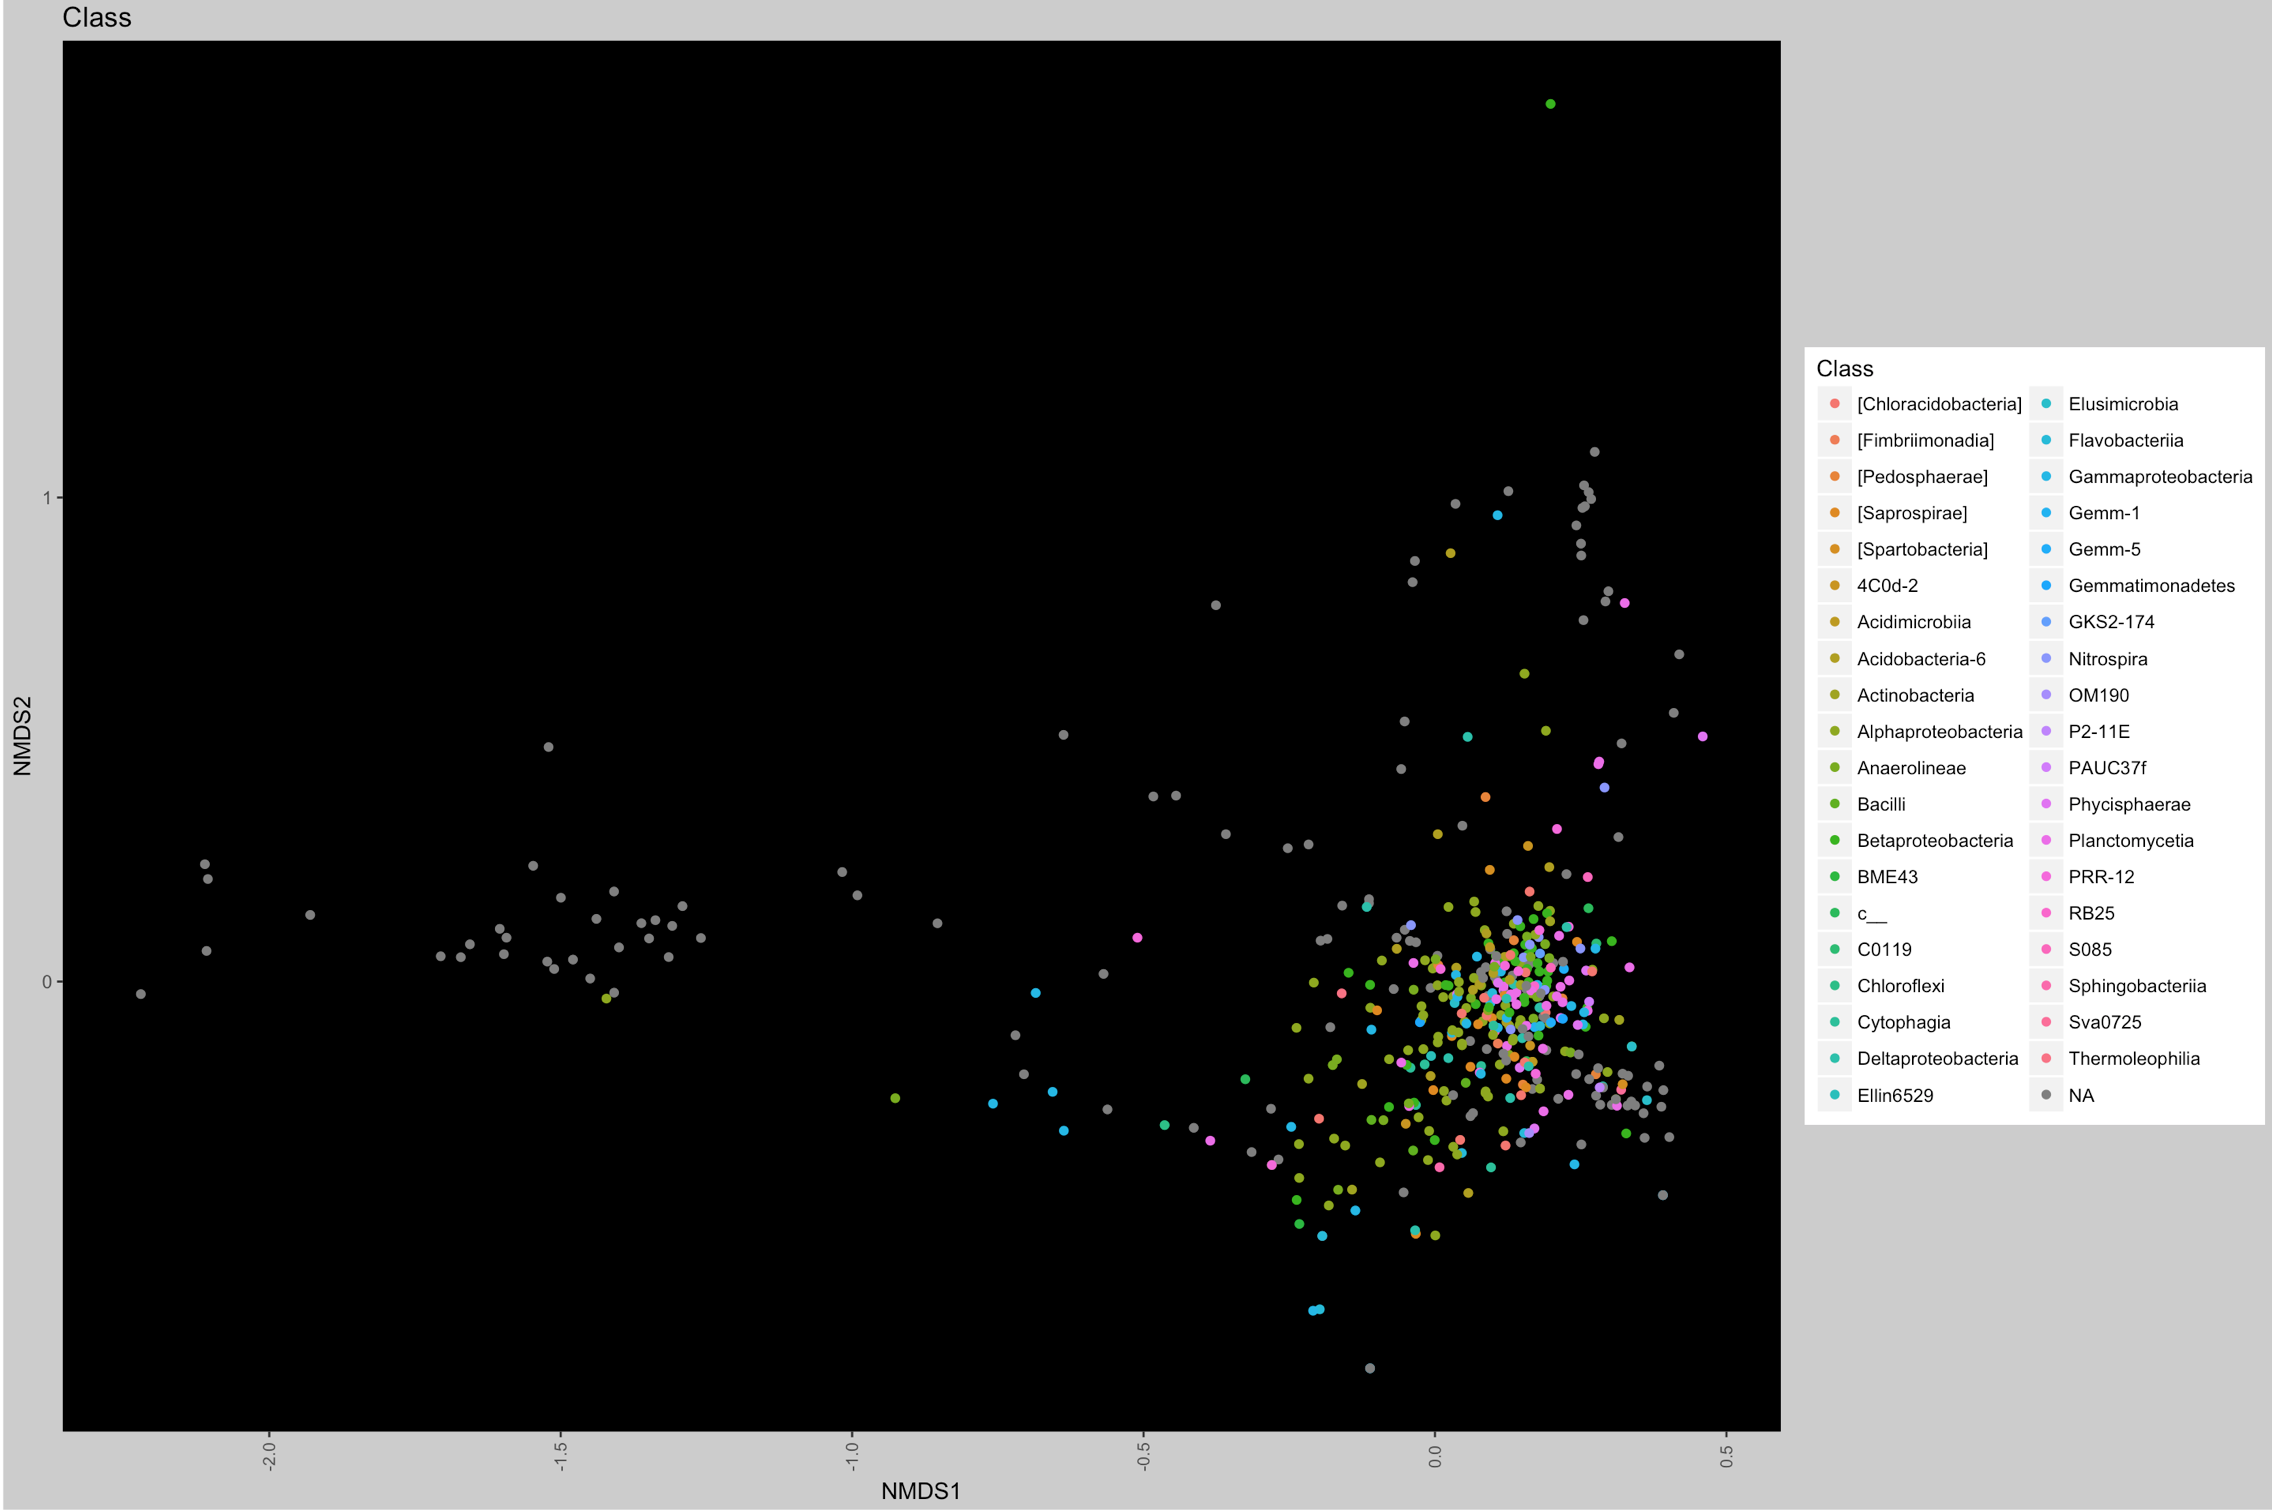 Class
NMDS2
1
0
-2.0
-1.5
-1.0
-0.5
0.0
0.5
NMDS1
Class
[Chloracidobacteria]
[Fimbriimonadia]
[Pedosphaerae]
[Saprospirae]
[Spartobacteria]
4C0d-2
Acidimicrobiia
Acidobacteria-6
Actinobacteria
Alphaproteobacteria
Anaerolineae
Bacilli
Betaproteobacteria
BME43
c__
C0119
Chloroflexi
Cytophagia
Deltaproteobacteria
Ellin6529
Elusimicrobia
Flavobacteriia
Gammaproteobacteria
Gemm-1
Gemm-5
Gemmatimonadetes
GKS2-174
Nitrospira
OM190
P2-11E
PAUC37f
Phycisphaerae
Planctomycetia
PRR-12
RB25
S085
Sphingobacteriia
Sva0725
Thermoleophilia
NA